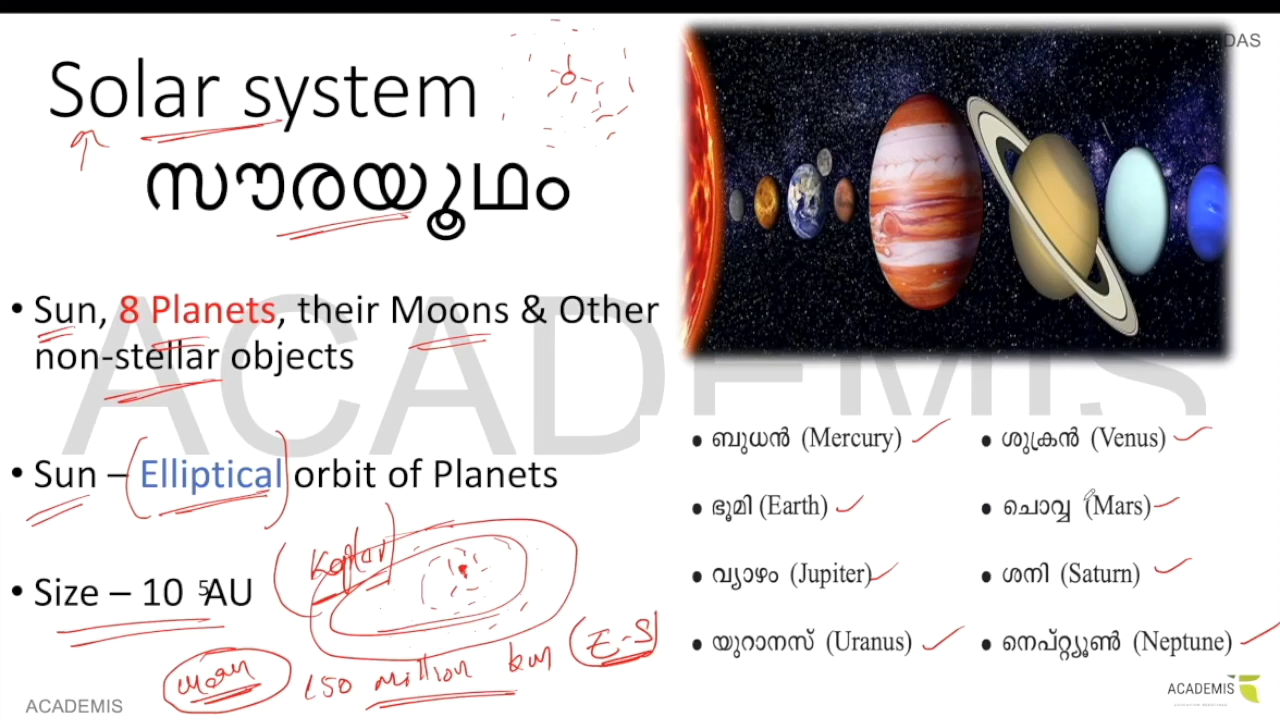 DAS
Solar system
സൗരയൂഥം
• Sun, 8 Planets, their Moons & Other
non-stellar objects
• Sun – Elliptical orbit of Planets
• Size – 10 5 AU
150 million km
E-S
ACADEMIS
• ബുധൻ (Mercury)
• ശുക്രൻ (Venus)
• ഭൂമി (Earth)
• ചൊവ്വ (Mars)
• വ്യാഴം (Jupiter)
• ശനി (Saturn)
• യുറാനസ് (Uranus)
• നെപ്റ്റ്യൂൺ (Neptune)
ACADEMIS
ACADEMIS